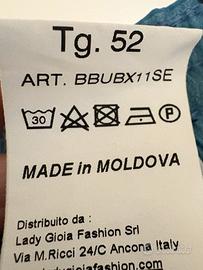 Tg. 52
ART. BBUBX11SE
30 P
MADE in MOLDOVA
Distribuito da :
Lady Gioia Fashion Srl
Via M.Ricci 24/C Ancona Italy